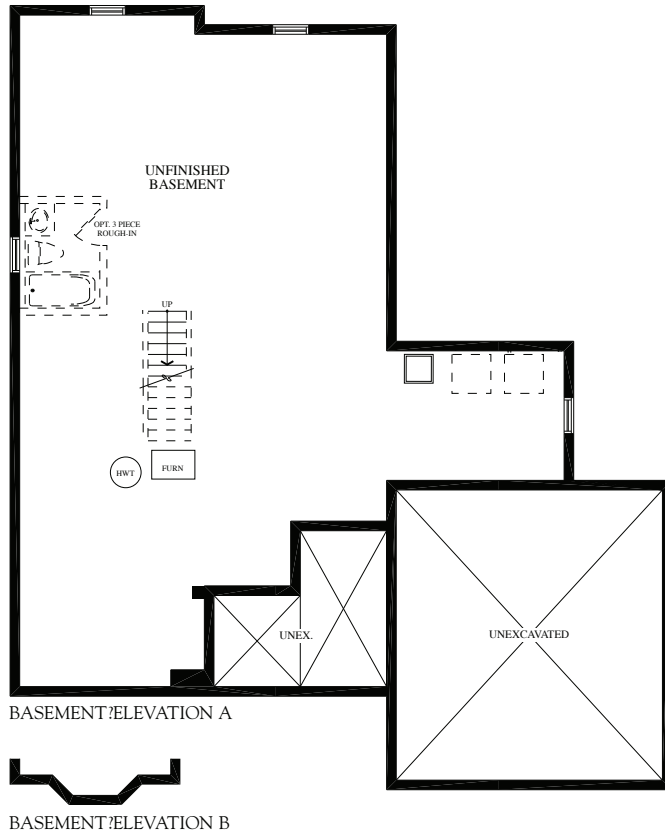 UNFINISHED
BASEMENT
OPT. 3 PIECE
ROUGH-IN
UP
HWT
FURN
UNEX.
UNEXCAVATED
BASEMENT?ELEVATION A
BASEMENT?ELEVATION B